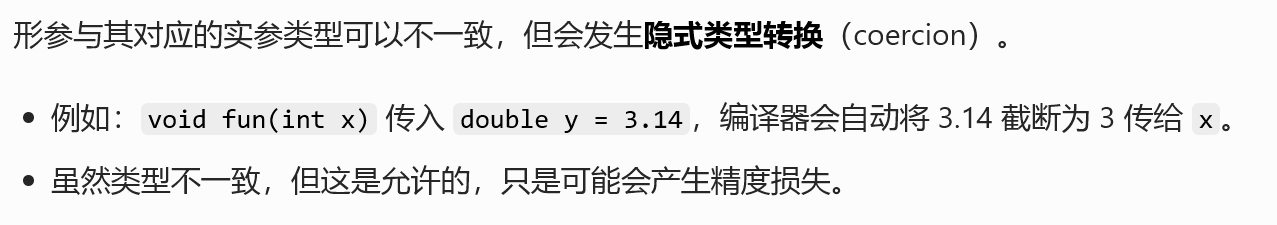 形参与其对应的实参类型可以不一致，但会发生隐式类型转换（coercion）。
• 例如：void fun(int x) 传入 double y = 3.14，编译器会自动将 3.14 截断为 3 传给 x。
• 虽然类型不一致，但这是允许的，只是可能会产生精度损失。